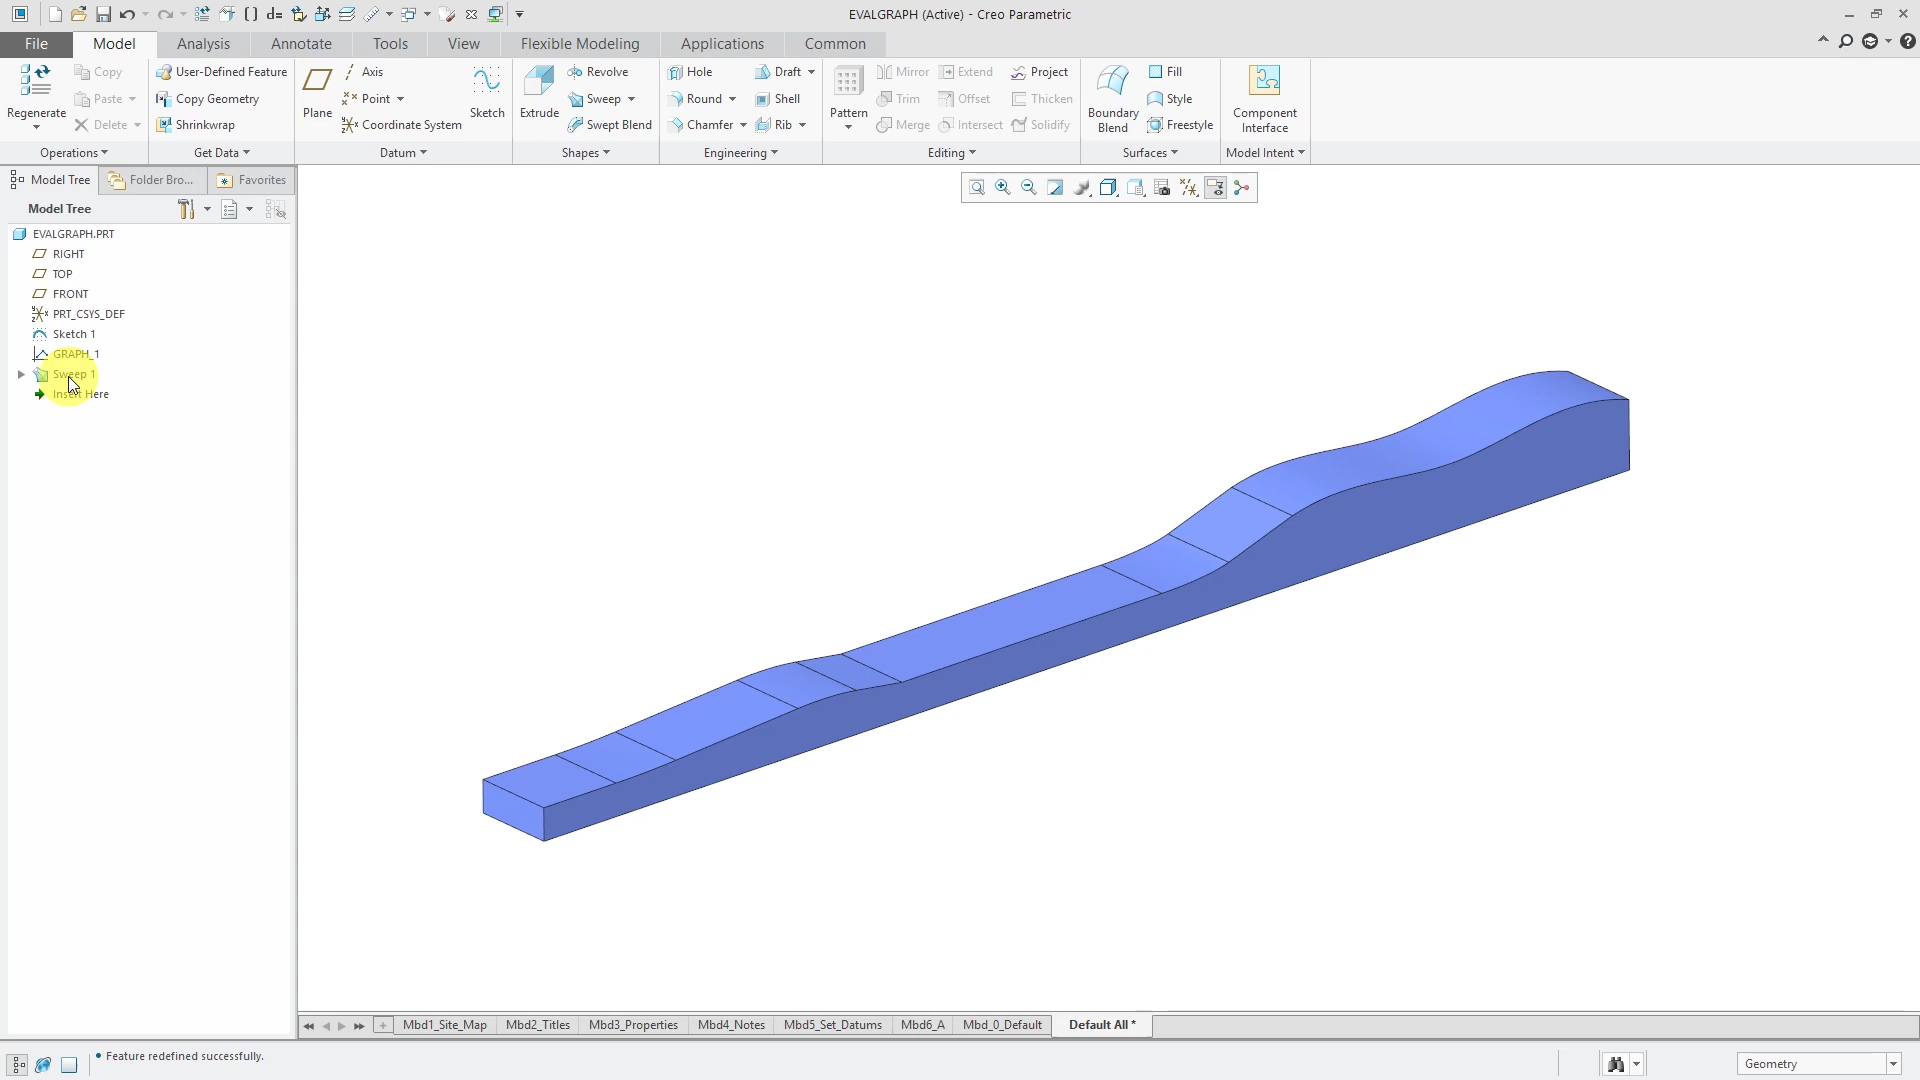 d=
EVALGRAPH (Active) - Creo Parametric
File Model Analysis Annotate Tools View Flexible Modeling Applications Common
Regenerate
Copy
Paste
Delete
Operations
User-Defined Feature
Copy Geometry
Shrinkwrap
Get Data
Plane
Axis
Point
Coordinate System
Sketch
Datum
Extrude
Revolve
Sweep
Swept Blend
Shapes
Hole
Round
Chamfer
Draft
Shell
Rib
Engineering
Pattern
Mirror
Trim
Merge
Extend
Offset
Intersect
Project
Thicken
Solidify
Editing
Boundary
Blend
Fill
Style
Freestyle
Surfaces
Component
Interface
Model Intent
Model Tree Folder Bro... Favorites
Model Tree
EVALGRAPH.PRT
RIGHT
TOP
FRONT
PRT_CSYS_DEF
Sketch 1
GRAPH_1
Sweep 1
Insert Here
Mbd1_Site_Map Mbd2_Titles Mbd3_Properties Mbd4_Notes Mbd5_Set_Datums Mbd6_A Mbd_0_Default Default All *
• Feature redefined successfully.
Geometry